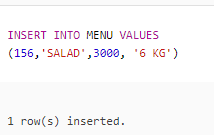 INSERT INTO MENU VALUES
(156,'SALAD',3000, '6 KG')
1 row(s) inserted.